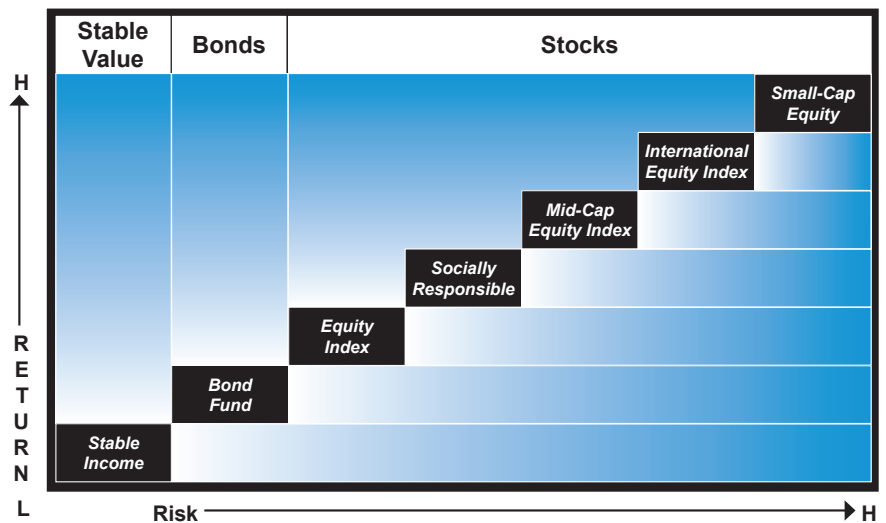 Stable
Value
Bonds
Stocks
H
Small-Cap
Equity
International
Equity Index
Mid-Cap
Equity Index
Socially
Responsible
Equity
Index
Bond
Fund
Stable
Income
R
E
T
U
R
N
L
Risk
H